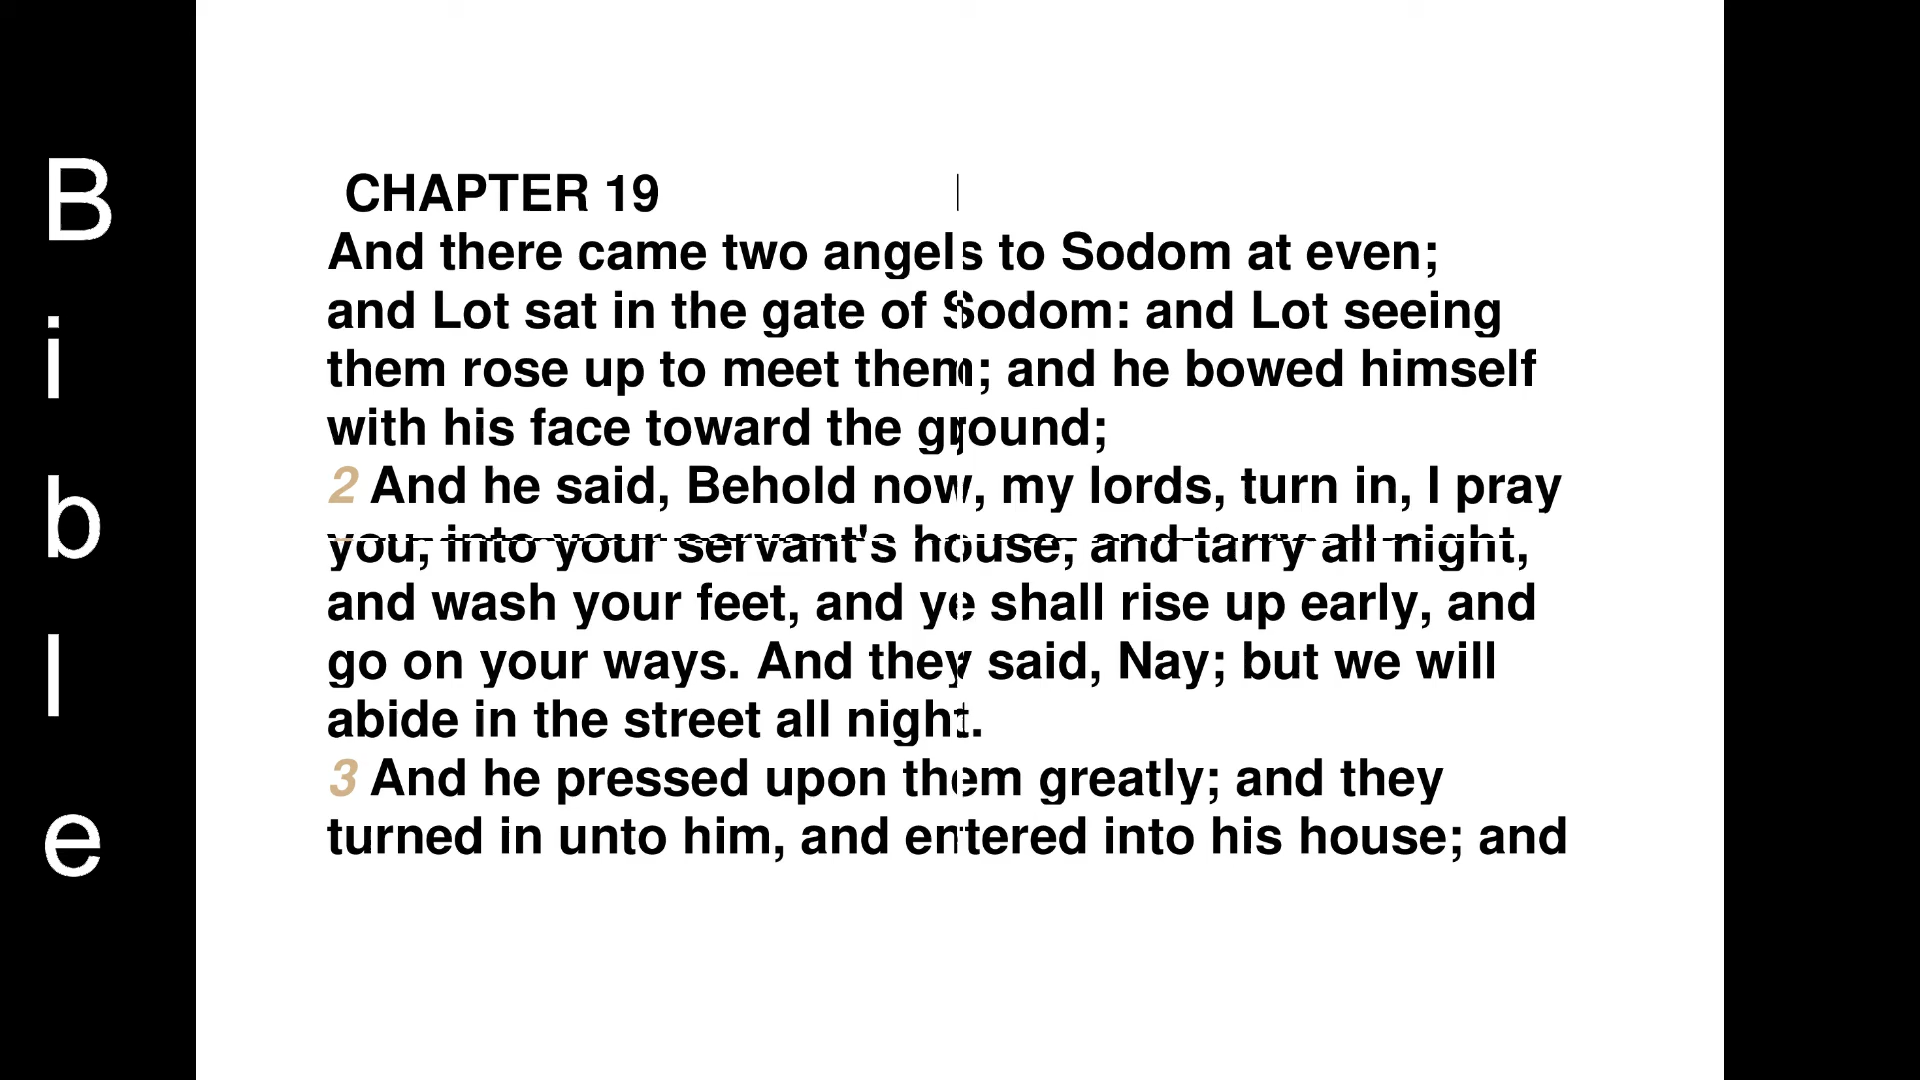 Bible
CHAPTER 19
And there came two angels to Sodom at even;
and Lot sat in the gate of Sodom: and Lot seeing
them rose up to meet them; and he bowed himself
with his face toward the ground;
2 And he said, Behold now, my lords, turn in, I pray
you, into your servant's house, and tarry all night,
and wash your feet, and ye shall rise up early, and
go on your ways. And they said, Nay; but we will
abide in the street all night.
3 And he pressed upon them greatly; and they
turned in unto him, and entered into his house; and